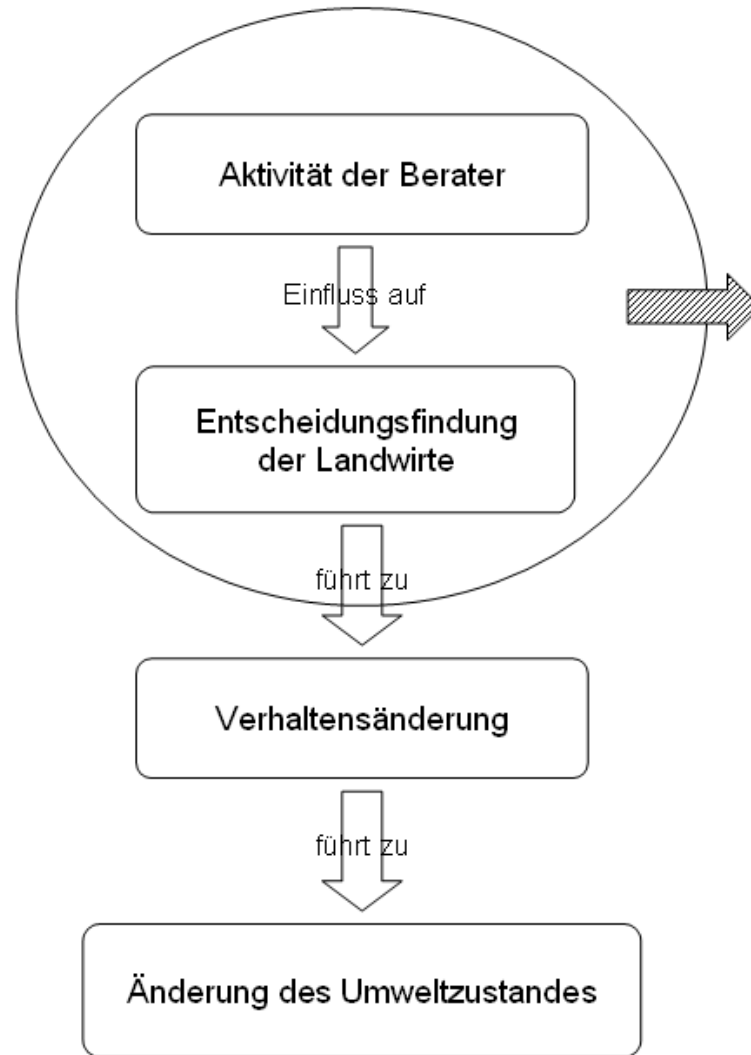 Aktivität der Berater
Einfluss auf
Entscheidungsfindung
der Landwirte
führt zu
Verhaltensänderung
führt zu
Änderung des Umweltzustandes